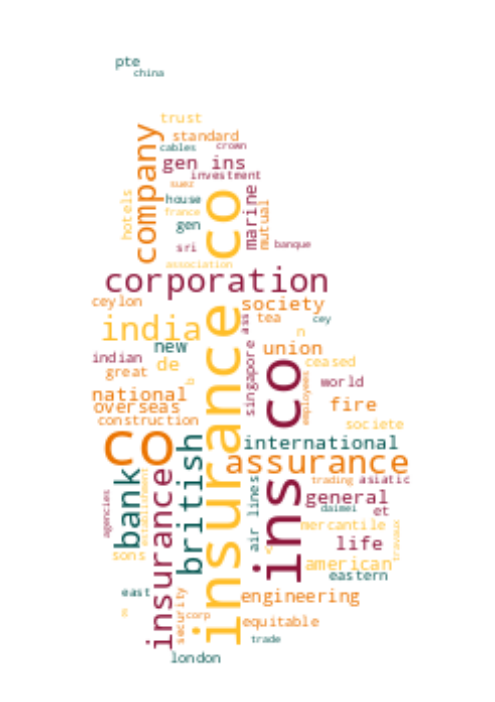 pte
china
trust
standard
cables
crown
company
gen ins
investment
suez
house
hotels
france
gen
marine
mutual
sri
banque
association
insurance co
corporation
ceylon
society
tea
cey
india
ass
n
new
union
indian
de
ceased
great
singapore
ins co
world
employees
national
overseas
fire
construction
societe
co
british
international
assurance
bank
insurance
establishment
trading
asiatic
agencies
air lines
general
daimei
et
mercantile
travaux
sons
life
american
eastern
east
security
engineering
corp
equitable
trade
london